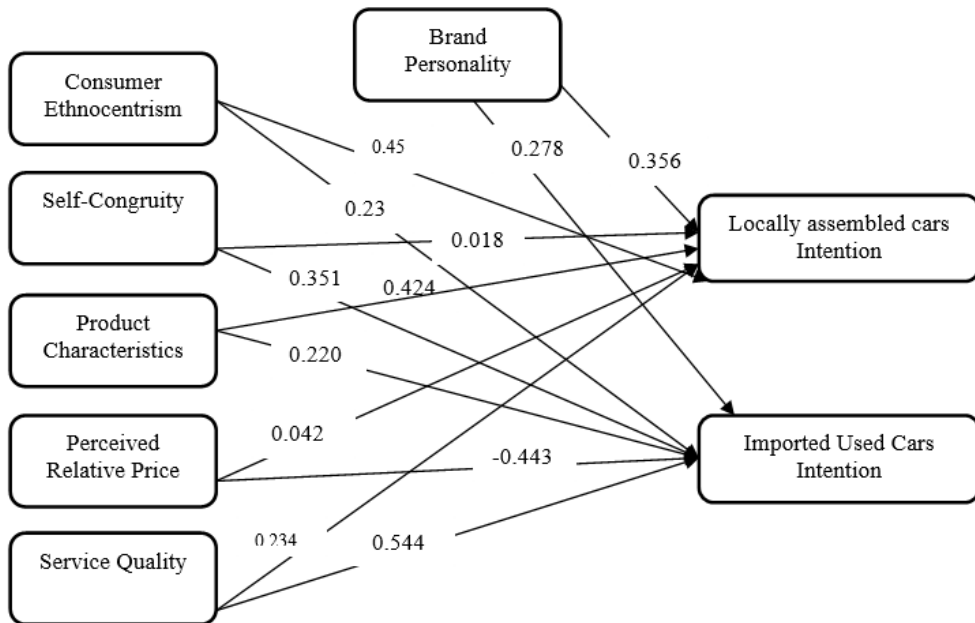 Brand
Personality
Consumer
Ethnocentrism
0.45
0.278
0.356
Self-Congruity
0.23
0.018
Locally assembled cars
Intention
0.351
0.424
Product
Characteristics
0.220
Perceived
Relative Price
0.042
-0.443
Imported Used Cars
Intention
Service Quality
0.234
0.544